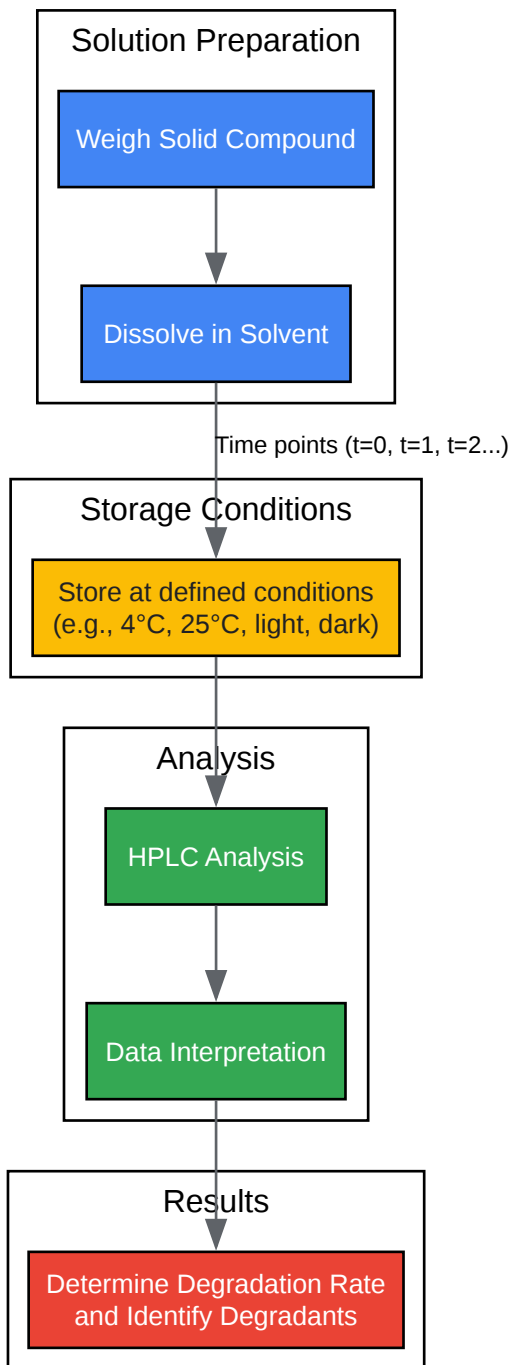 Solution Preparation
Weigh Solid Compound
Dissolve in Solvent
Time points (t=0, t=1, t=2...)
Storage Conditions
Store at defined conditions
(e.g., 4°C, 25°C, light, dark)
Analysis
HPLC Analysis
Data Interpretation
Results
Determine Degradation Rate
and Identify Degradants